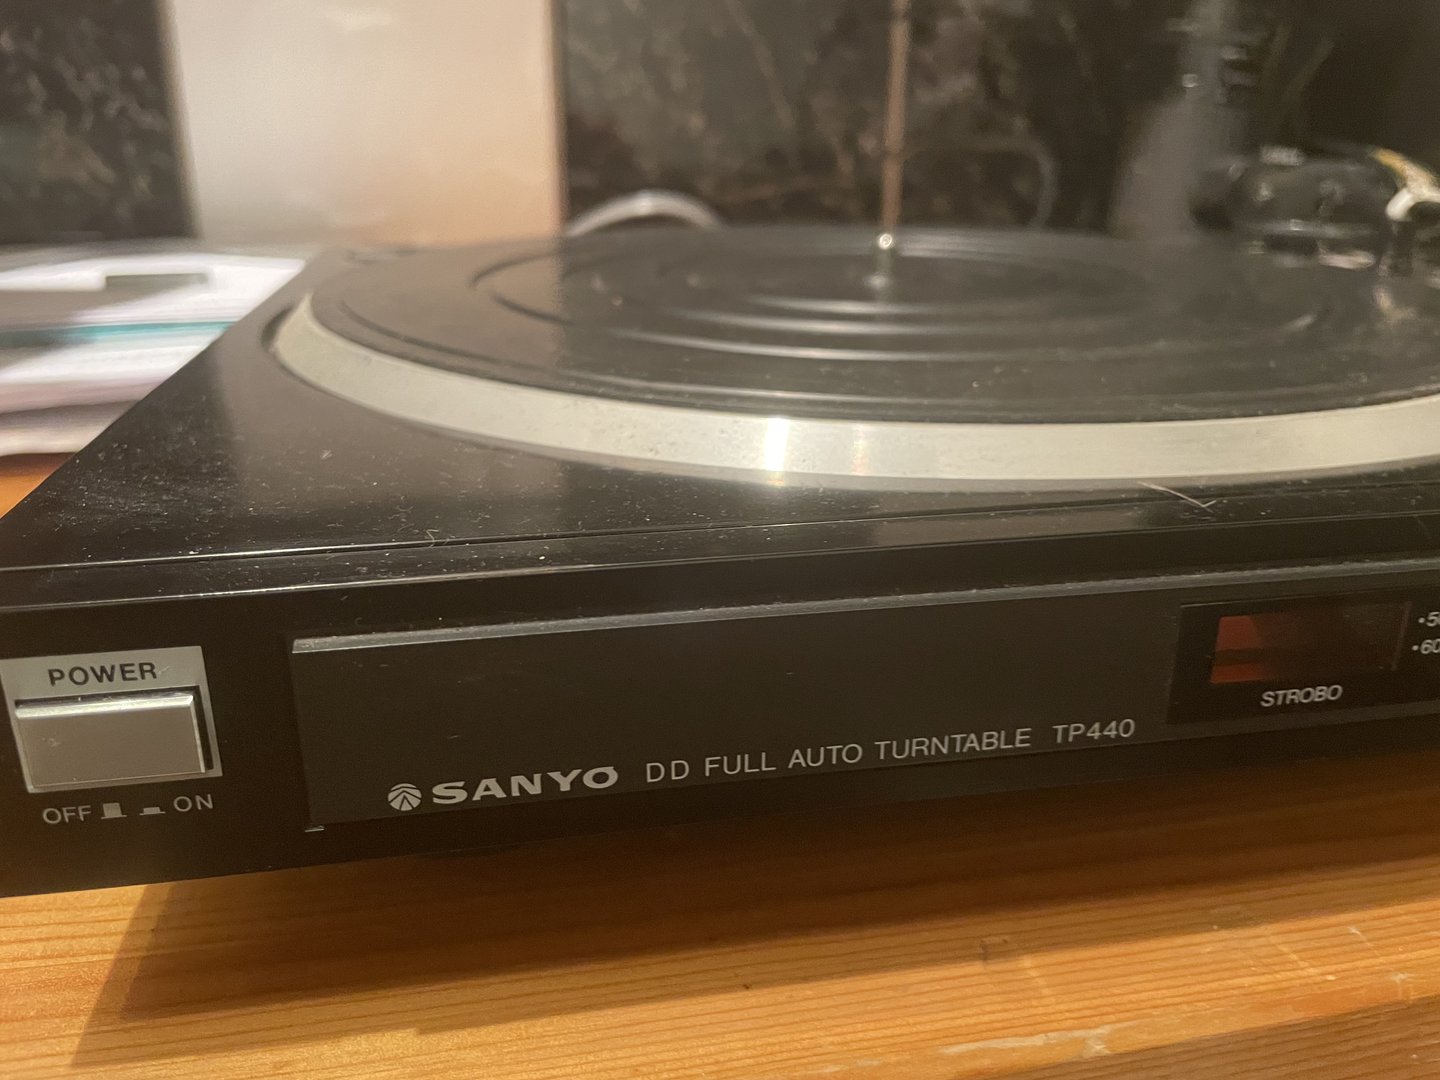 POWER
OFF ON
SANYO DD FULL AUTO TURNTABLE TP440
STROBO